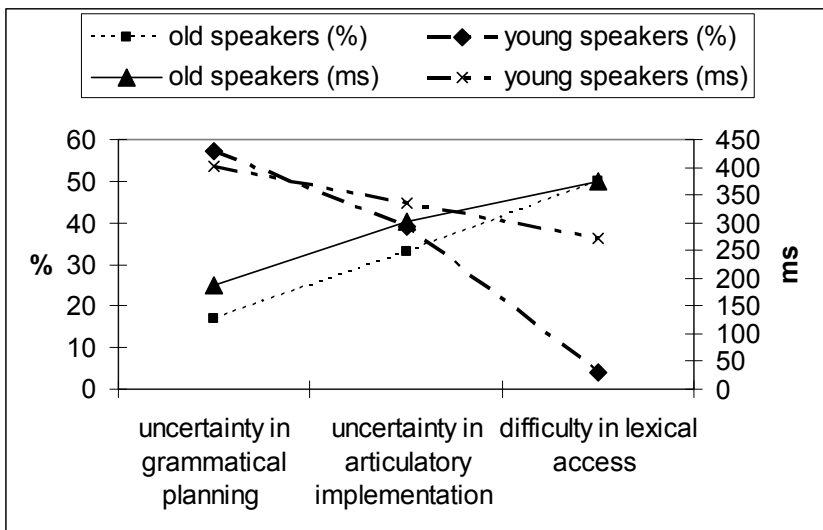 old speakers (%) young speakers (%)
old speakers (ms) young speakers (ms)
60 450
50 400
40 350
30 300
20 250
10 200
0 150
100
50
0
%
ms
uncertainty in grammatical planning
uncertainty in articulatory implementation
difficulty in lexical access